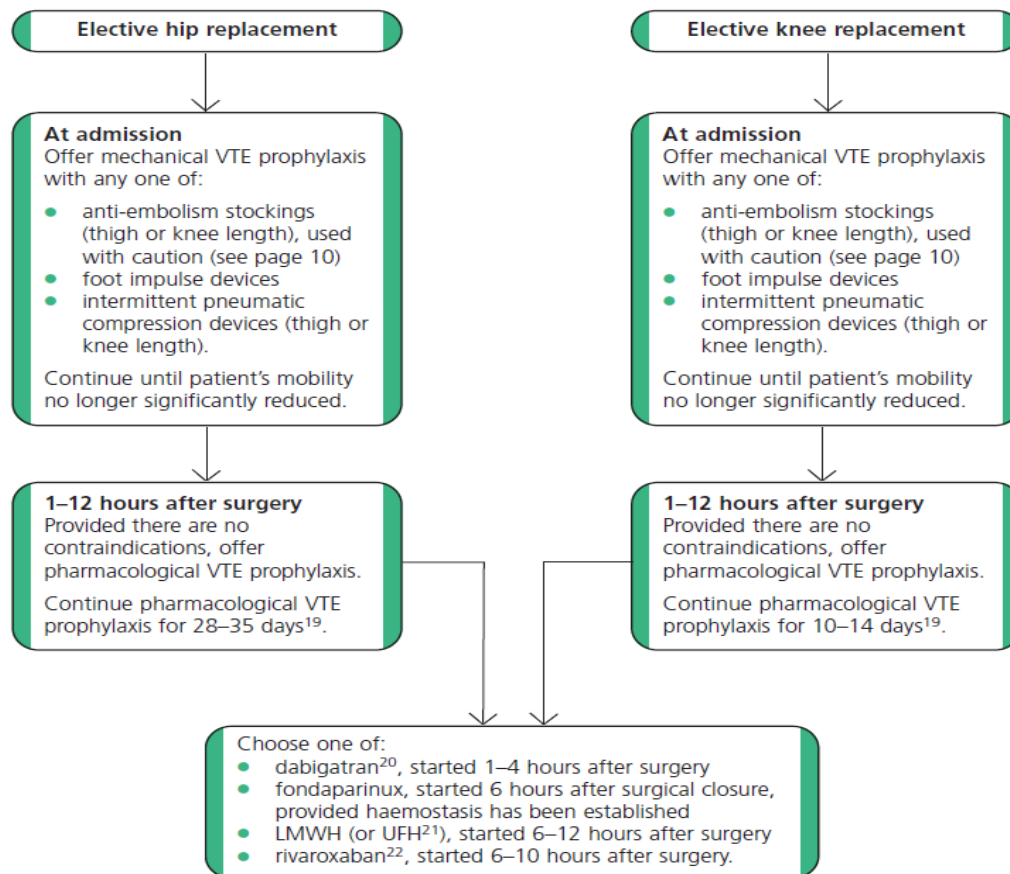 Elective hip replacement
At admission
Offer mechanical VTE prophylaxis
with any one of:
● anti-embolism stockings
(thigh or knee length), used
with caution (see page 10)
● foot impulse devices
● intermittent pneumatic
compression devices (thigh or
knee length).
Continue until patient’s mobility
no longer significantly reduced.
1–12 hours after surgery
Provided there are no
contraindications, offer
pharmacological VTE prophylaxis.
Continue pharmacological VTE
prophylaxis for 28–35 days¹⁹.
Elective knee replacement
At admission
Offer mechanical VTE prophylaxis
with any one of:
● anti-embolism stockings
(thigh or knee length), used
with caution (see page 10)
● foot impulse devices
● intermittent pneumatic
compression devices (thigh or
knee length).
Continue until patient’s mobility
no longer significantly reduced.
1–12 hours after surgery
Provided there are no
contraindications, offer
pharmacological VTE prophylaxis.
Continue pharmacological VTE
prophylaxis for 10–14 days¹⁹.
Choose one of:
● dabigatran²⁰, started 1–4 hours after surgery
● fondaparinux, started 6 hours after surgical closure,
provided haemostasis has been established
● LMWH (or UFH²¹), started 6–12 hours after surgery
● rivaroxaban²², started 6–10 hours after surgery.